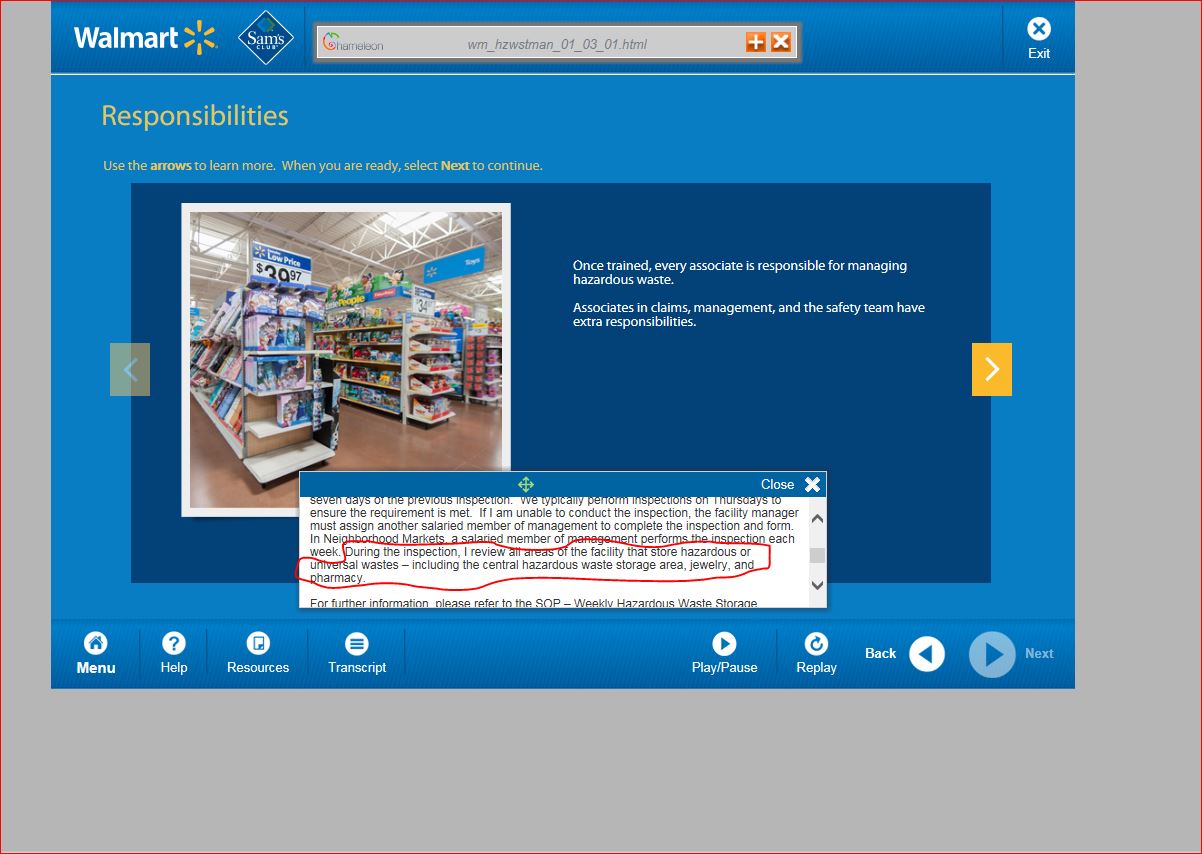 Walmart
Sam's
CLUB
Chameleon
wm_hzwstman_01_03_01.html
Exit
Responsibilities
Use the arrows to learn more. When you are ready, select Next to continue.
Low Price
$39.97
Little People
Fisher-Price
Toys
34
Once trained, every associate is responsible for managing
hazardous waste.
Associates in claims, management, and the safety team have
extra responsibilities.
Close
seven days of the previous inspection. We typically perform inspections on Thursdays to
ensure the requirement is met. If I am unable to conduct the inspection, the facility manager
must assign another salaried member of management to complete the inspection and form.
In Neighborhood Markets, a salaried member of management performs the inspection each
week. During the inspection, I review all areas of the facility that store hazardous or
universal wastes – including the central hazardous waste storage area, jewelry, and
pharmacy.
For further information, please refer to the SOP – Weekly Hazardous Waste Storage
Menu
Help
Resources
Transcript
Play/Pause
Replay
Back
Next